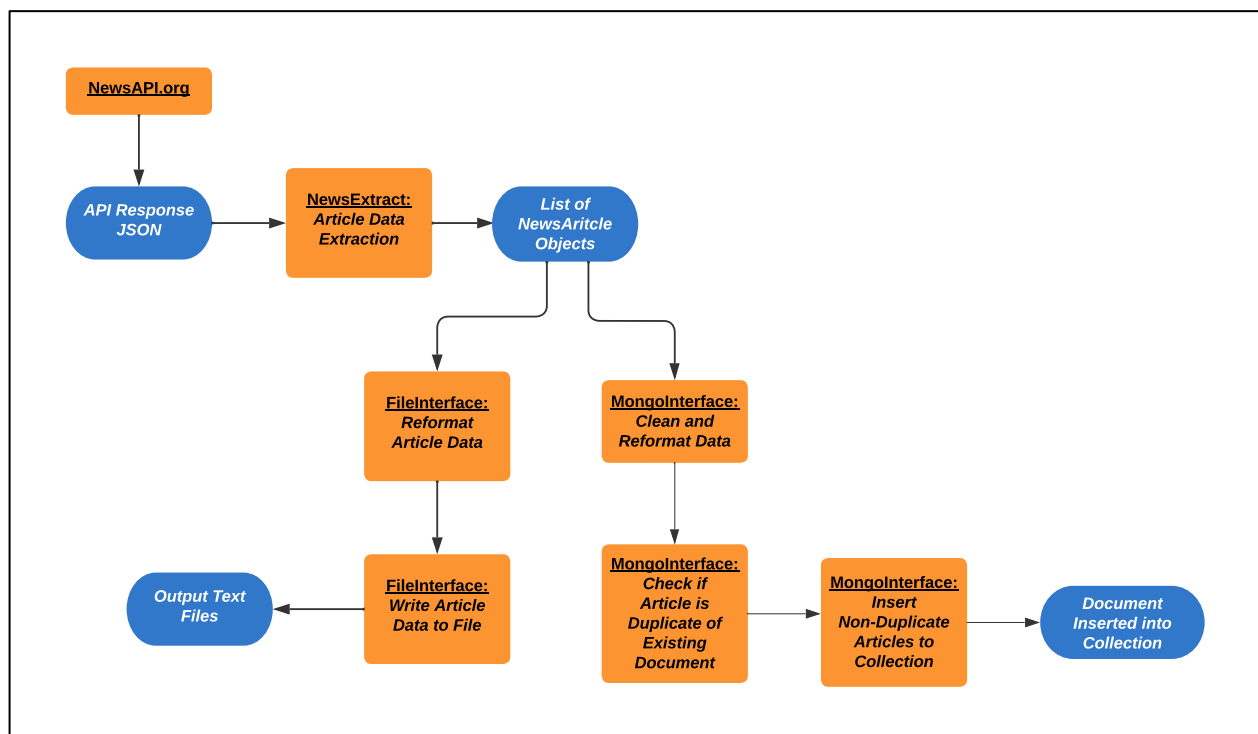 NewsAPI.org
API Response
JSON
NewsExtract:
Article Data
Extraction
List of
NewsAritcle
Objects
FileInterface:
Reformat
Article Data
MongoInterface:
Clean and
Reformat Data
Output Text
Files
FileInterface:
Write Article
Data to File
MongoInterface:
Check if
Article is
Duplicate of
Existing
Document
MongoInterface:
Insert
Non-Duplicate
Articles to
Collection
Document
Inserted into
Collection